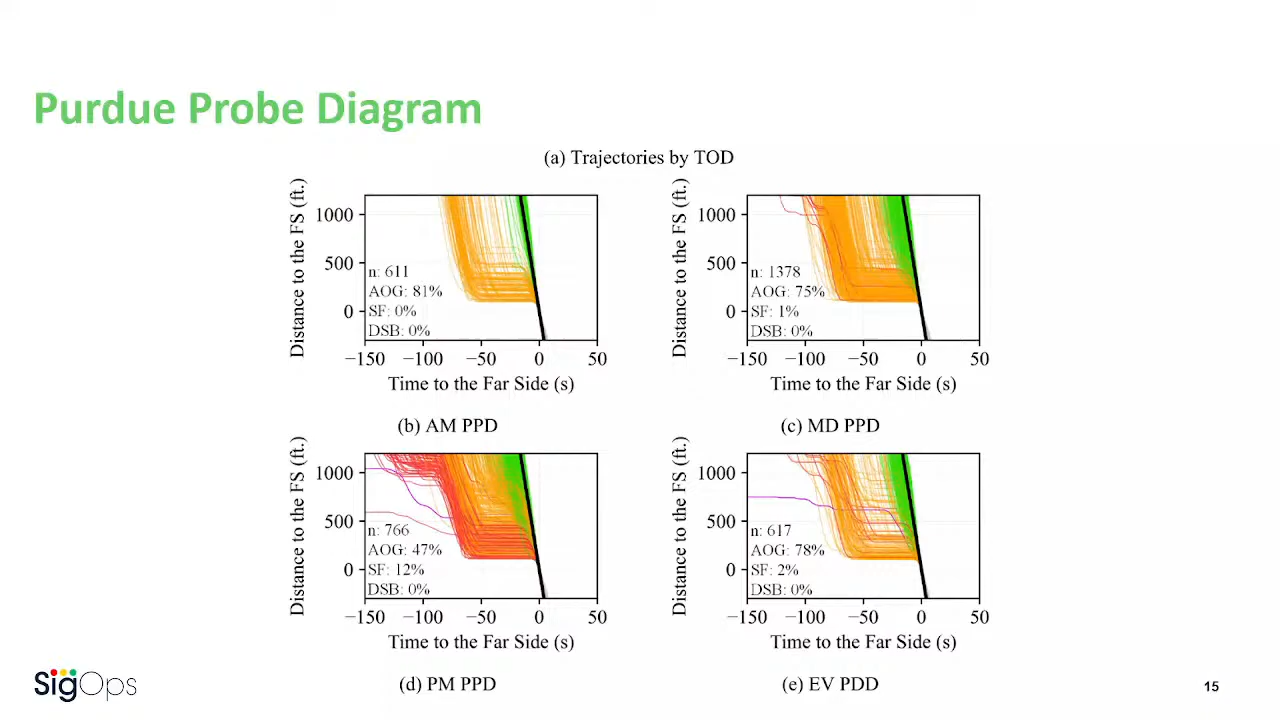 Purdue Probe Diagram
(a) Trajectories by TOD
Distance to the FS (ft.)
1000
500
0
n: 611
AOG: 81%
SF: 0%
DSB: 0%
−150 −100 −50 0 50
Time to the Far Side (s)
(b) AM PPD
Distance to the FS (ft.)
1000
500
0
n: 1378
AOG: 75%
SF: 1%
DSB: 0%
−150 −100 −50 0 50
Time to the Far Side (s)
(c) MD PPD
Distance to the FS (ft.)
1000
500
0
n: 766
AOG: 47%
SF: 12%
DSB: 0%
−150 −100 −50 0 50
Time to the Far Side (s)
(d) PM PPD
Distance to the FS (ft.)
1000
500
0
n: 617
AOG: 78%
SF: 2%
DSB: 0%
−150 −100 −50 0 50
Time to the Far Side (s)
(e) EV PDD
SigOps
15